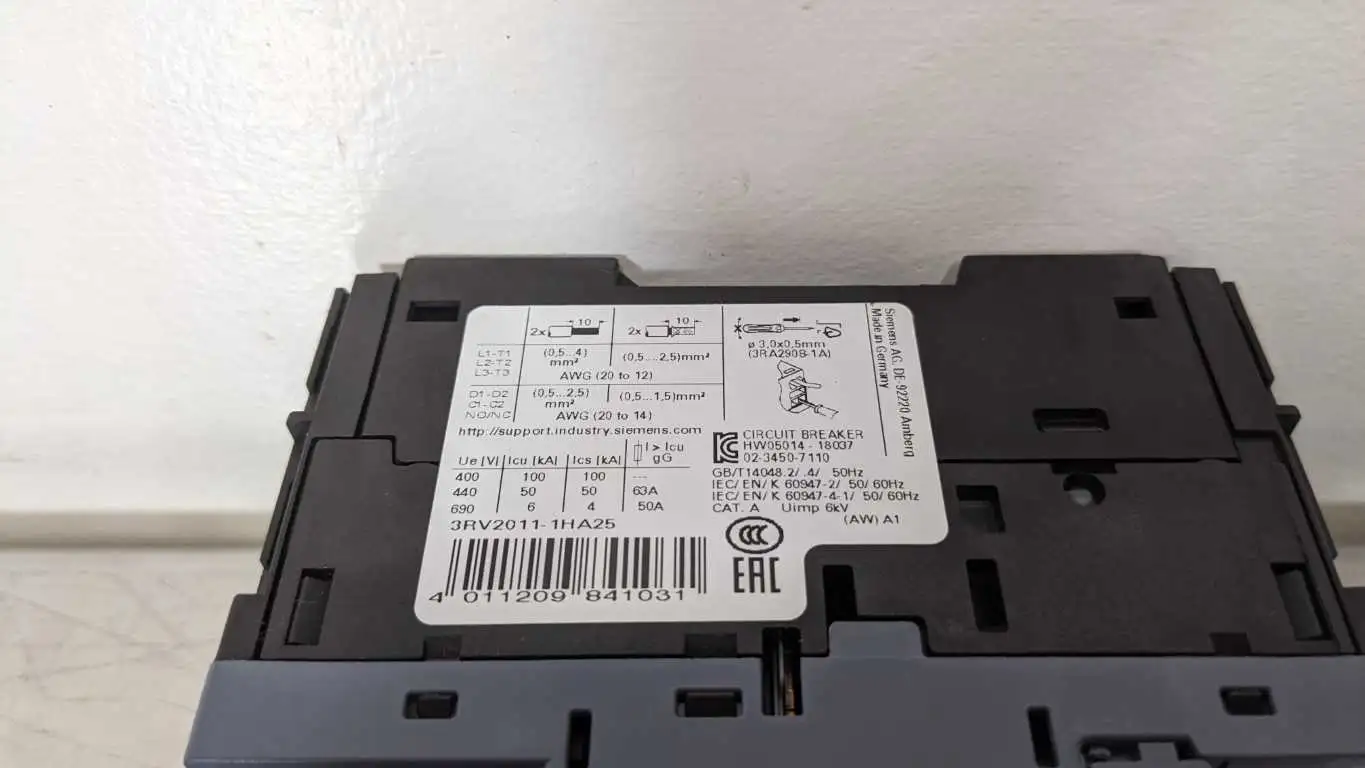 10
10
2x
2x
L1-T1
L2-T2
L3-T3
(0,5...4)
mm²
(0,5...2,5)mm²
AWG (20 to 12)
D1-D2
C1-C2
NO/NC
(0,5...2,5)
mm²
(0,5...1,5)mm²
AWG (20 to 14)
ø 3,0x0,5mm
(3RA2908-1A)
Siemens AG, DE-92220 Amberg
Made in Germany
http://support.industry.siemens.com
Ue [V] Icu [kA] Ics [kA] I > Icu
gG
400 100 100 ---
440 50 50 63A
690 6 4 50A
3RV2011-1HA25
4 011209 841031
CIRCUIT BREAKER
HW05014-18037
02-3450-7110
GB/T14048.2/.4/ 50Hz
IEC/EN/K 60947-2/ 50/60Hz
IEC/EN/K 60947-4-1/ 50/60Hz
CAT. A Uimp 6kV
(AW) A1
CCC
EAC